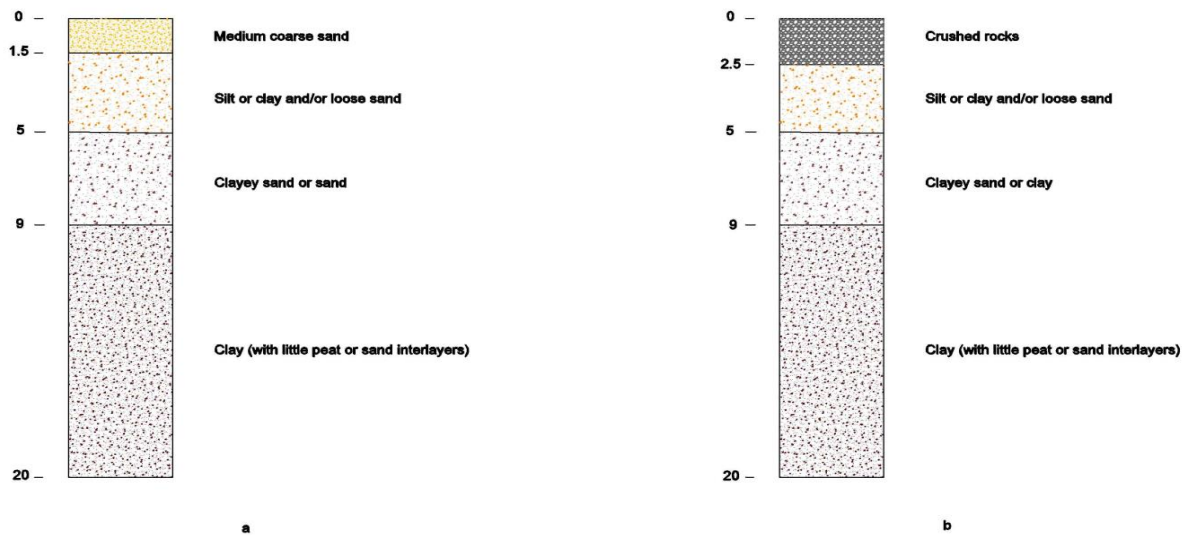 0 –
Medium coarse sand
1.5 –
Silt or clay and/or loose sand
5 –
Clayey sand or sand
9 –
Clay (with little peat or sand interlayers)
20 –
a
0 –
Crushed rocks
2.5 –
Silt or clay and/or loose sand
5 –
Clayey sand or clay
9 –
Clay (with little peat or sand interlayers)
20 –
b